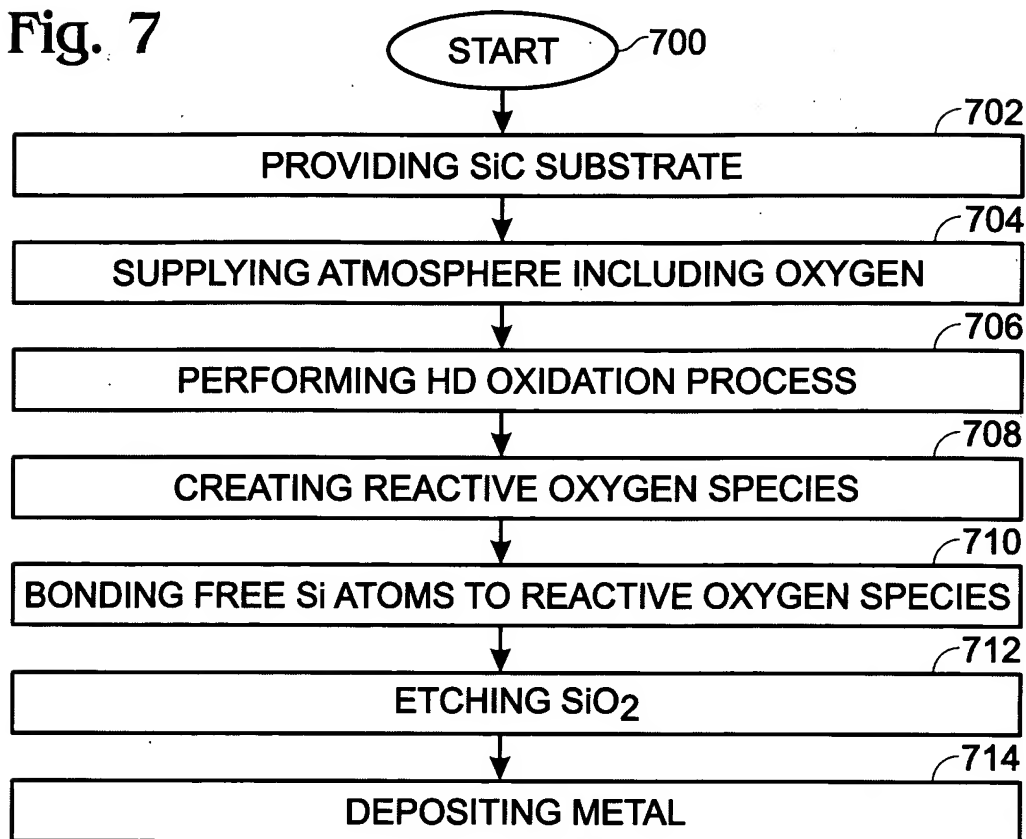 Fig. 7
START
700
702
PROVIDING SiC SUBSTRATE
704
SUPPLYING ATMOSPHERE INCLUDING OXYGEN
706
PERFORMING HD OXIDATION PROCESS
708
CREATING REACTIVE OXYGEN SPECIES
710
BONDING FREE Si ATOMS TO REACTIVE OXYGEN SPECIES
712
ETCHING SiO2
714
DEPOSITING METAL